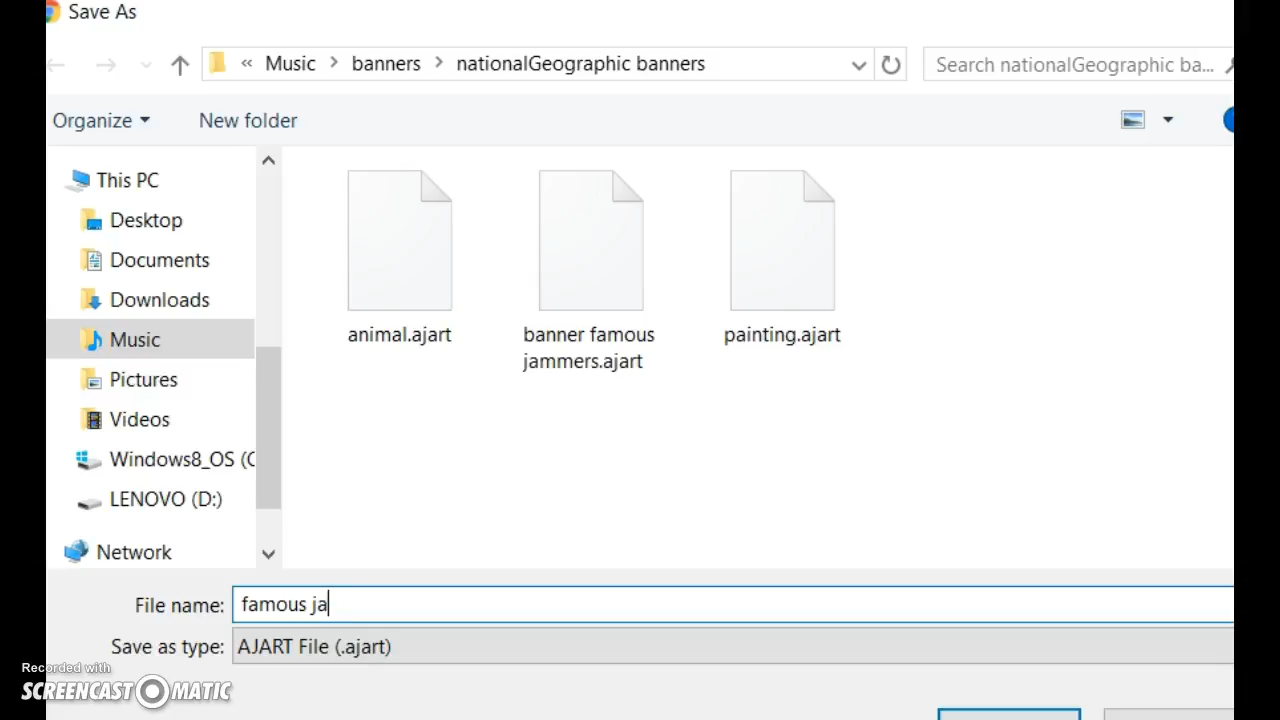 Save As
« Music > banners > nationalGeographic banners
Search nationalGeographic ba...
Organize
New folder
This PC
Desktop
Documents
Downloads
Music
Pictures
Videos
Windows8_OS (C
LENOVO (D:)
Network
animal.ajart
banner famous
jammers.ajart
painting.ajart
File name: famous ja
Save as type: AJART File (.ajart)
Recorded with
SCREENCAST MATIC